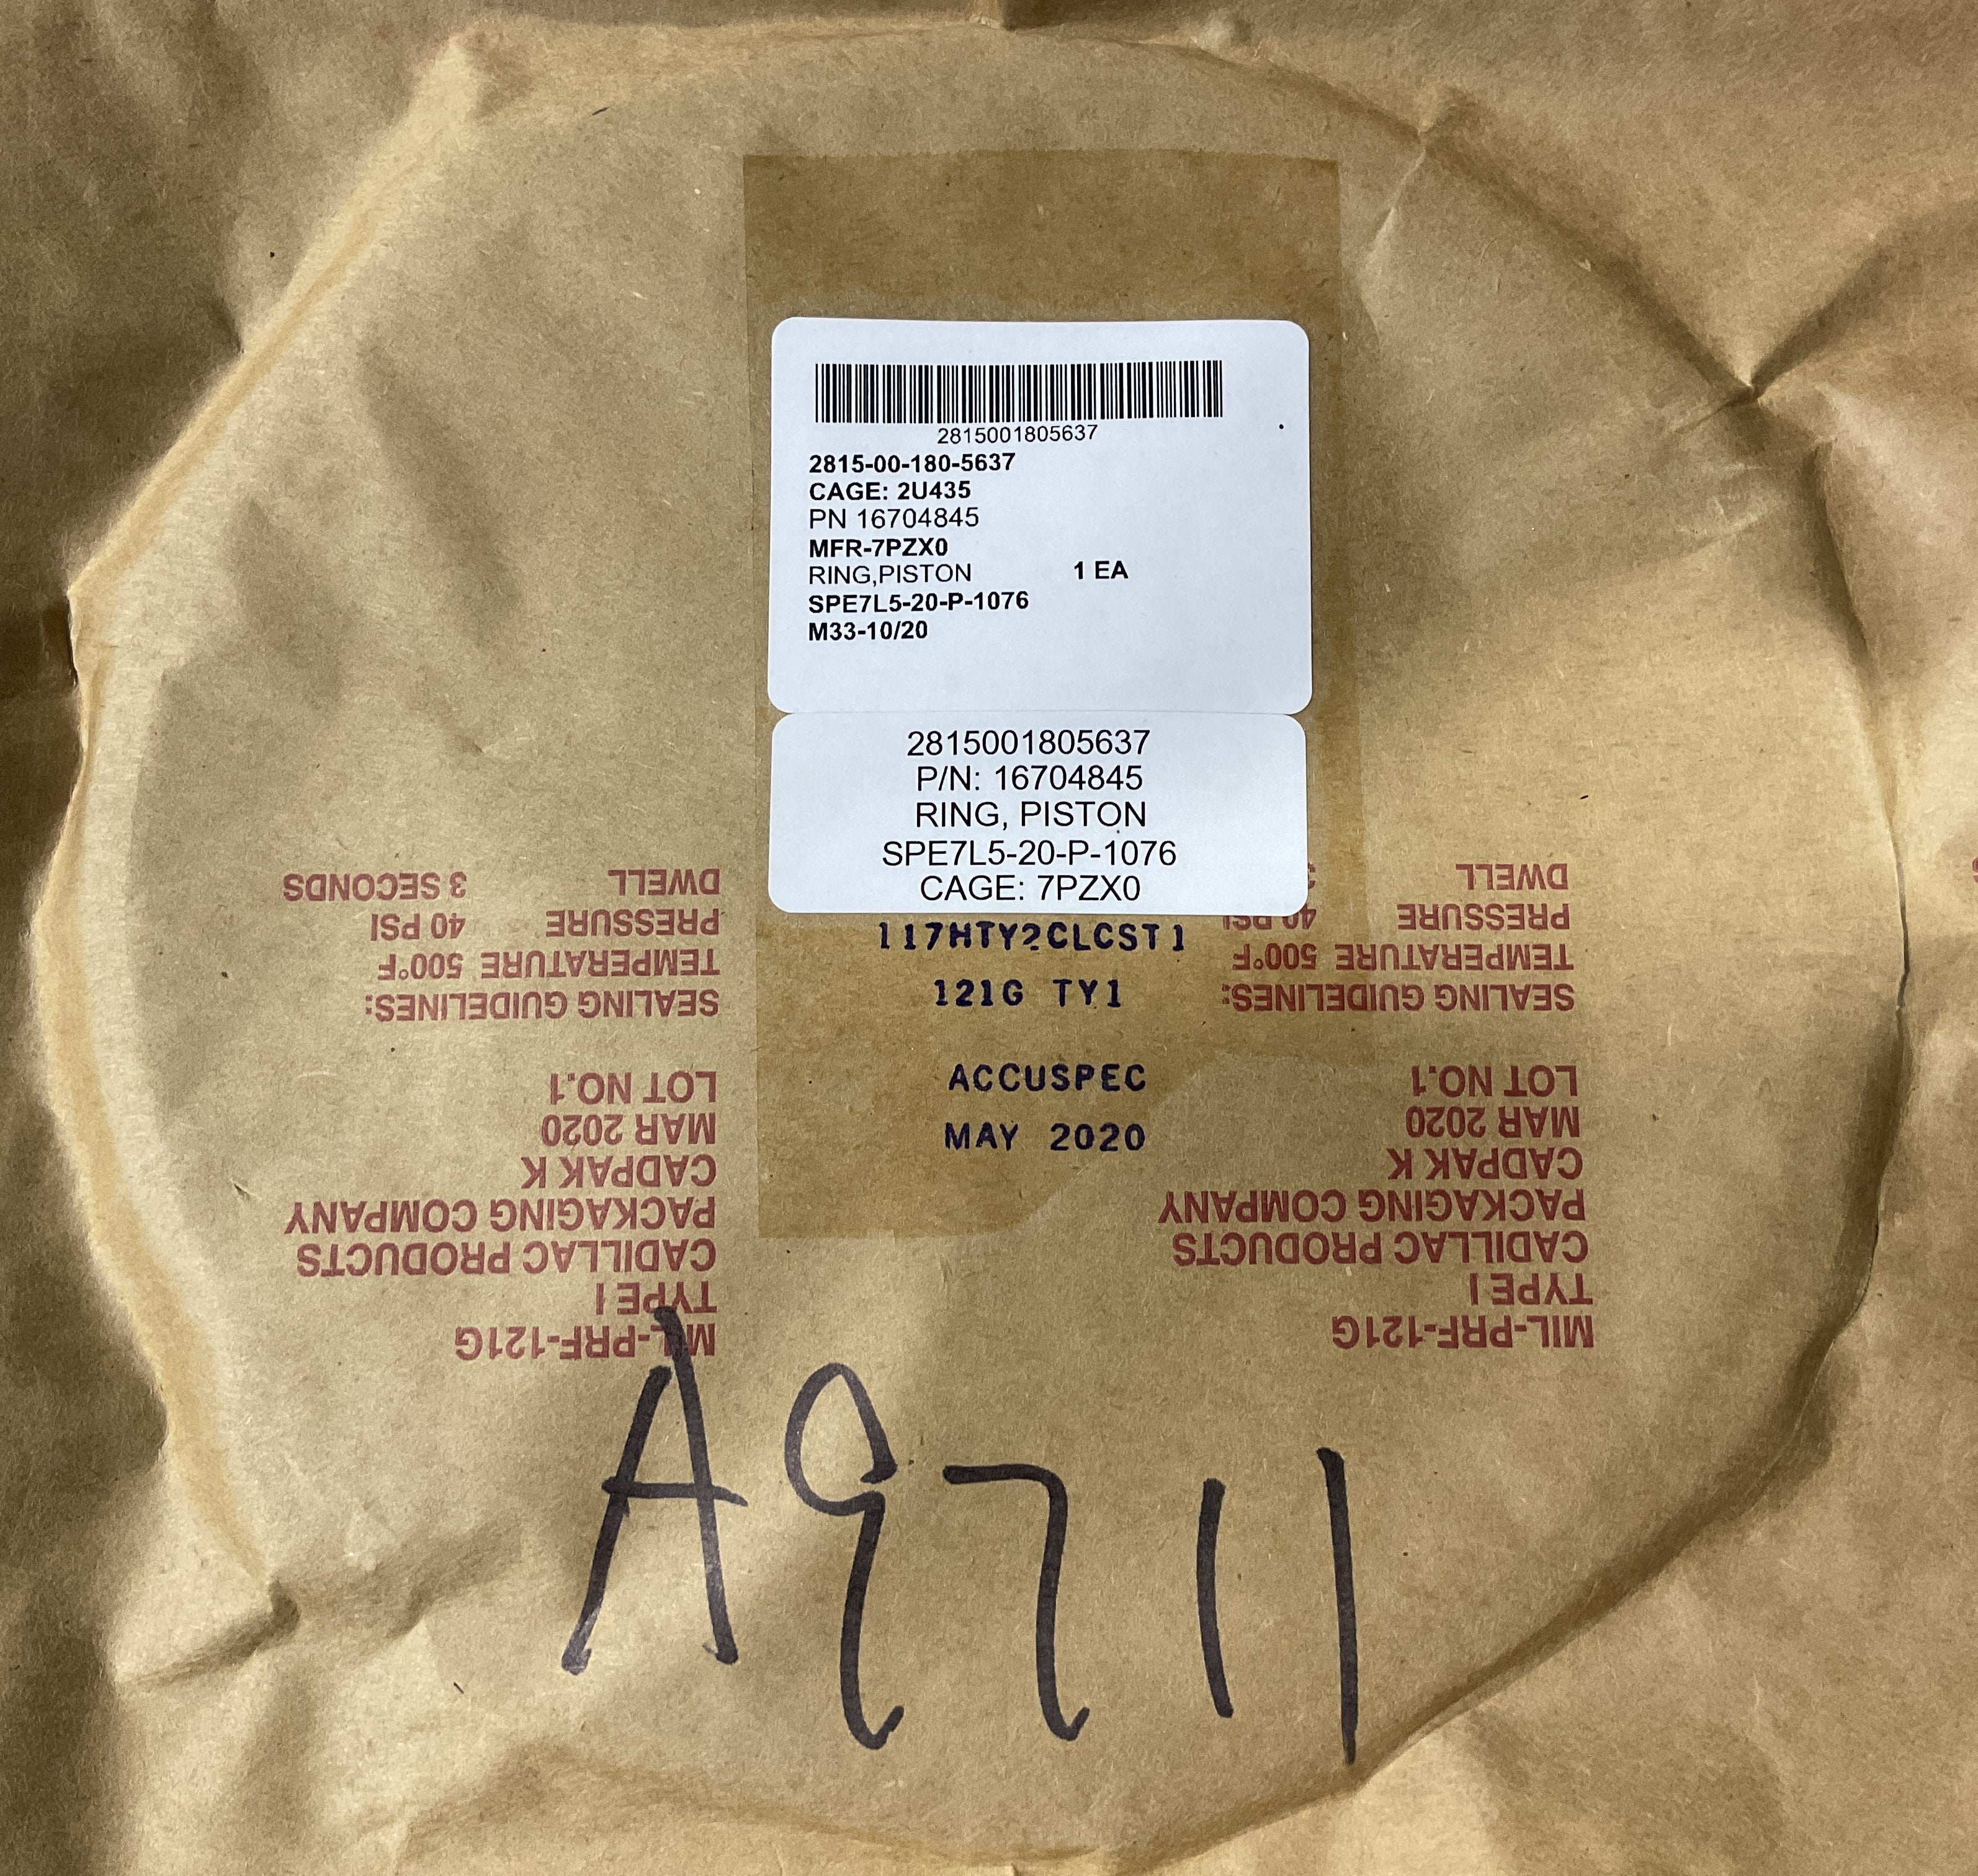 2815001805637
2815-00-180-5637
CAGE: 2U435
PN 16704845
MFR-7PZX0
RING,PISTON 1 EA
SPE7L5-20-P-1076
M33-10/20
2815001805637
P/N: 16704845
RING, PISTON
SPE7L5-20-P-1076
CAGE: 7PZX0
117HTY2CLCST1
121G TY1
ACCUSPEC
MAY 2020
MIL-PRF-121G
TYPE I
CADILLAC PRODUCTS
PACKAGING COMPANY
CADPAK K
MAR 2020
LOT NO.1
SEALING GUIDELINES:
TEMPERATURE 500°F
PRESSURE 40 PSI
DWELL
MIL-PRF-121G
TYPE I
CADILLAC PRODUCTS
PACKAGING COMPANY
CADPAK K
MAR 2020
LOT NO.1
SEALING GUIDELINES:
TEMPERATURE 500°F
PRESSURE 40 PSI
DWELL 3 SECONDS